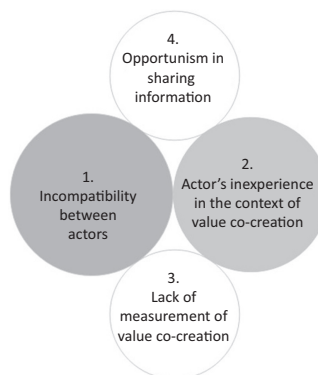 4.
Opportunism in
sharing
information
1.
Incompatibility
between
actors
2.
Actor's inexperience
in the context of
value co-creation
3.
Lack of
measurement of
value co-creation